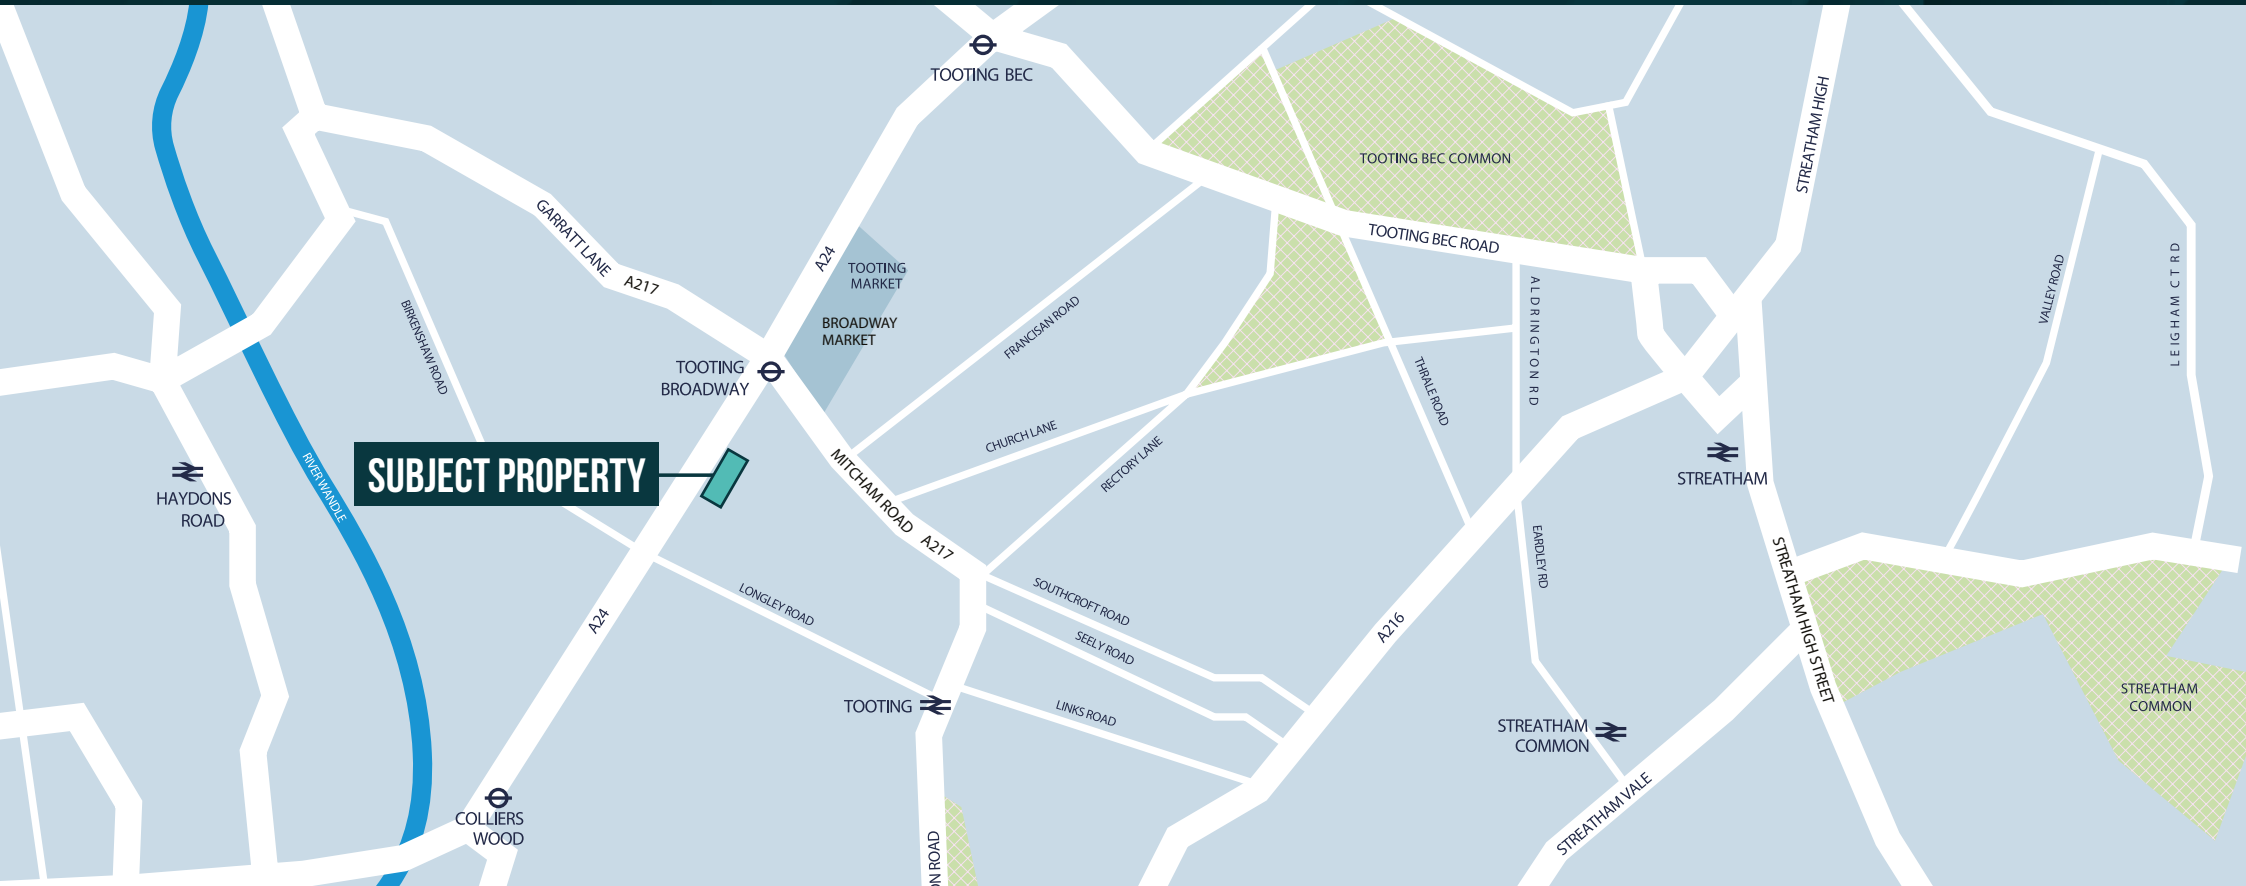 TOOTING BEC
STREATHAM HIGH
TOOTING BEC COMMON
GARRATT LANE
A217
A24
TOOTING
MARKET
BROADWAY
MARKET
TOOTING BEC ROAD
ALDRINGTON RD
VALLEY ROAD
LEIGHAM CT RD
BIRKENSHAW ROAD
FRANCISAN ROAD
TOOTING
BROADWAY
THRALE ROAD
CHURCH LANE
RECTORY LANE
SUBJECT PROPERTY
MITCHAM ROAD
A217
HAYDONS
ROAD
RIVER WANDLE
STREATHAM
EARDLEY RD
STREATHAM HIGH STREET
LONGLEY ROAD
A24
SOUTHCROFT ROAD
SEELY ROAD
A216
TOOTING
LINKS ROAD
STREATHAM
COMMON
STREATHAM
COMMON
STREATHAM VALE
COLLIERS
WOOD
ON ROAD